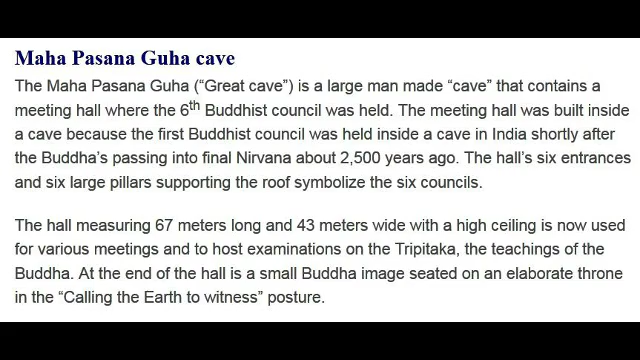 Maha Pasana Guha cave
The Maha Pasana Guha (“Great cave”) is a large man made “cave” that contains a
meeting hall where the 6th Buddhist council was held. The meeting hall was built inside
a cave because the first Buddhist council was held inside a cave in India shortly after
the Buddha’s passing into final Nirvana about 2,500 years ago. The hall’s six entrances
and six large pillars supporting the roof symbolize the six councils.
The hall measuring 67 meters long and 43 meters wide with a high ceiling is now used
for various meetings and to host examinations on the Tripitaka, the teachings of the
Buddha. At the end of the hall is a small Buddha image seated on an elaborate throne
in the “Calling the Earth to witness” posture.